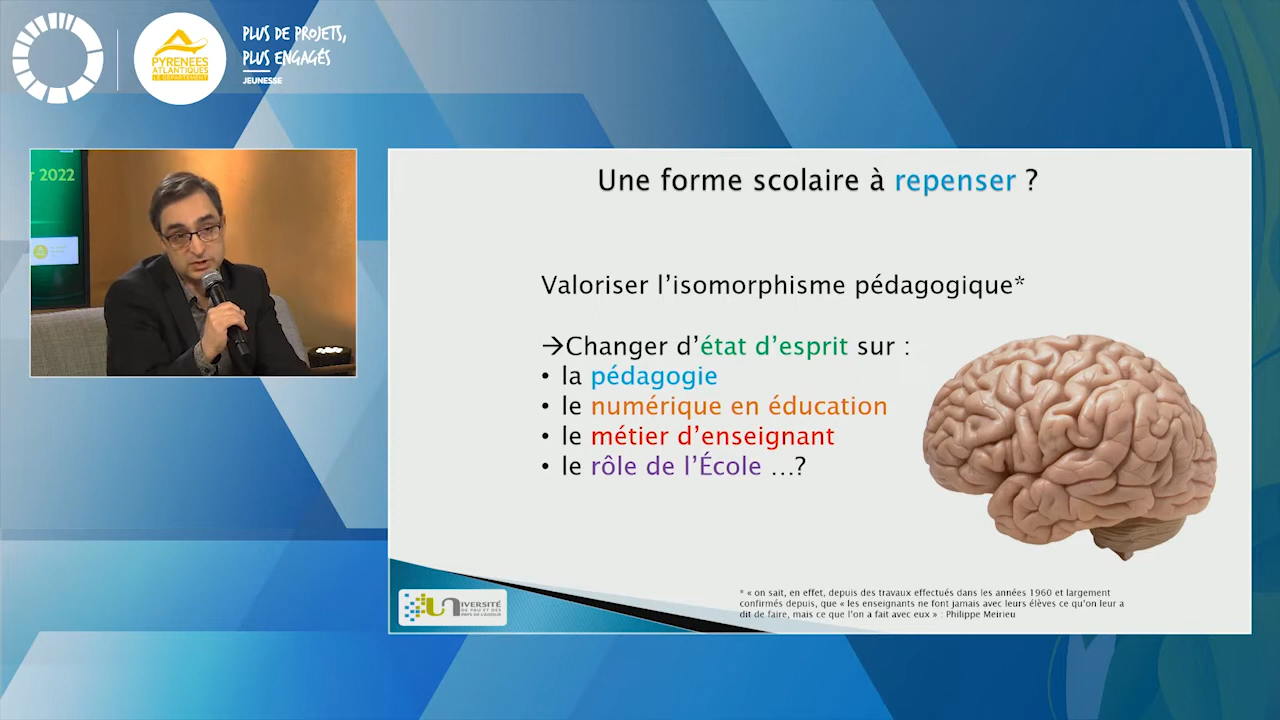 PLUS DE PROJETS,
PLUS ENGAGÉS
JEUNESSE
PYRÉNÉES
ATLANTIQUES
LE DÉPARTEMENT
r 2022
Une forme scolaire à repenser ?
Valoriser l’isomorphisme pédagogique*
→Changer d’état d’esprit sur :
• la pédagogie
• le numérique en éducation
• le métier d’enseignant
• le rôle de l’École …?
UNIVERSITÉ
DE PAU ET DES
PAYS DE L'ADOUR
* « on sait, en effet, depuis des travaux effectués dans les années 1960 et largement
confirmés depuis, que « les enseignants ne font jamais avec leurs élèves ce qu’on leur a
dit de faire, mais ce que l’on a fait avec eux » : Philippe Meirieu